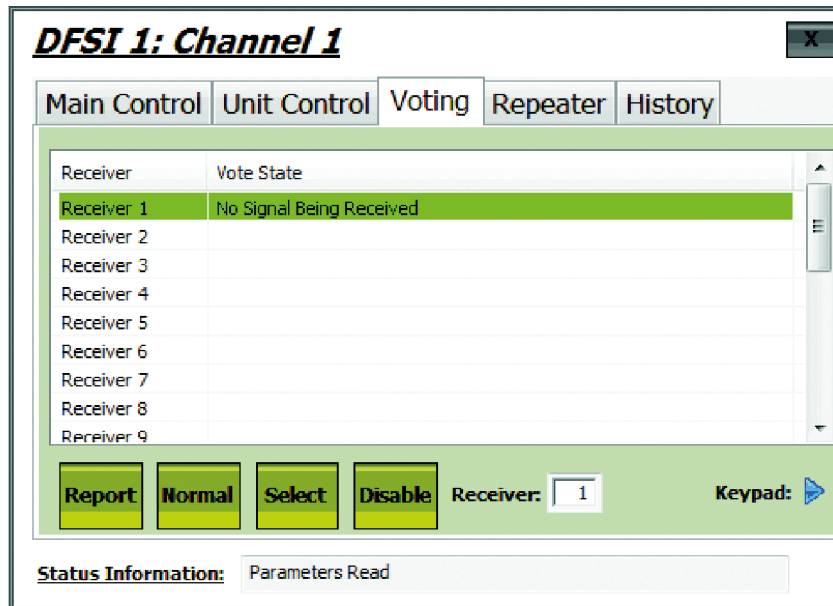 DFSI 1: Channel 1
X
Main Control Unit Control Voting Repeater History
Receiver Vote State
Receiver 1 No Signal Being Received
Receiver 2
Receiver 3
Receiver 4
Receiver 5
Receiver 6
Receiver 7
Receiver 8
Receiver 9
Report Normal Select Disable Receiver: 1 Keypad:
Status Information: Parameters Read